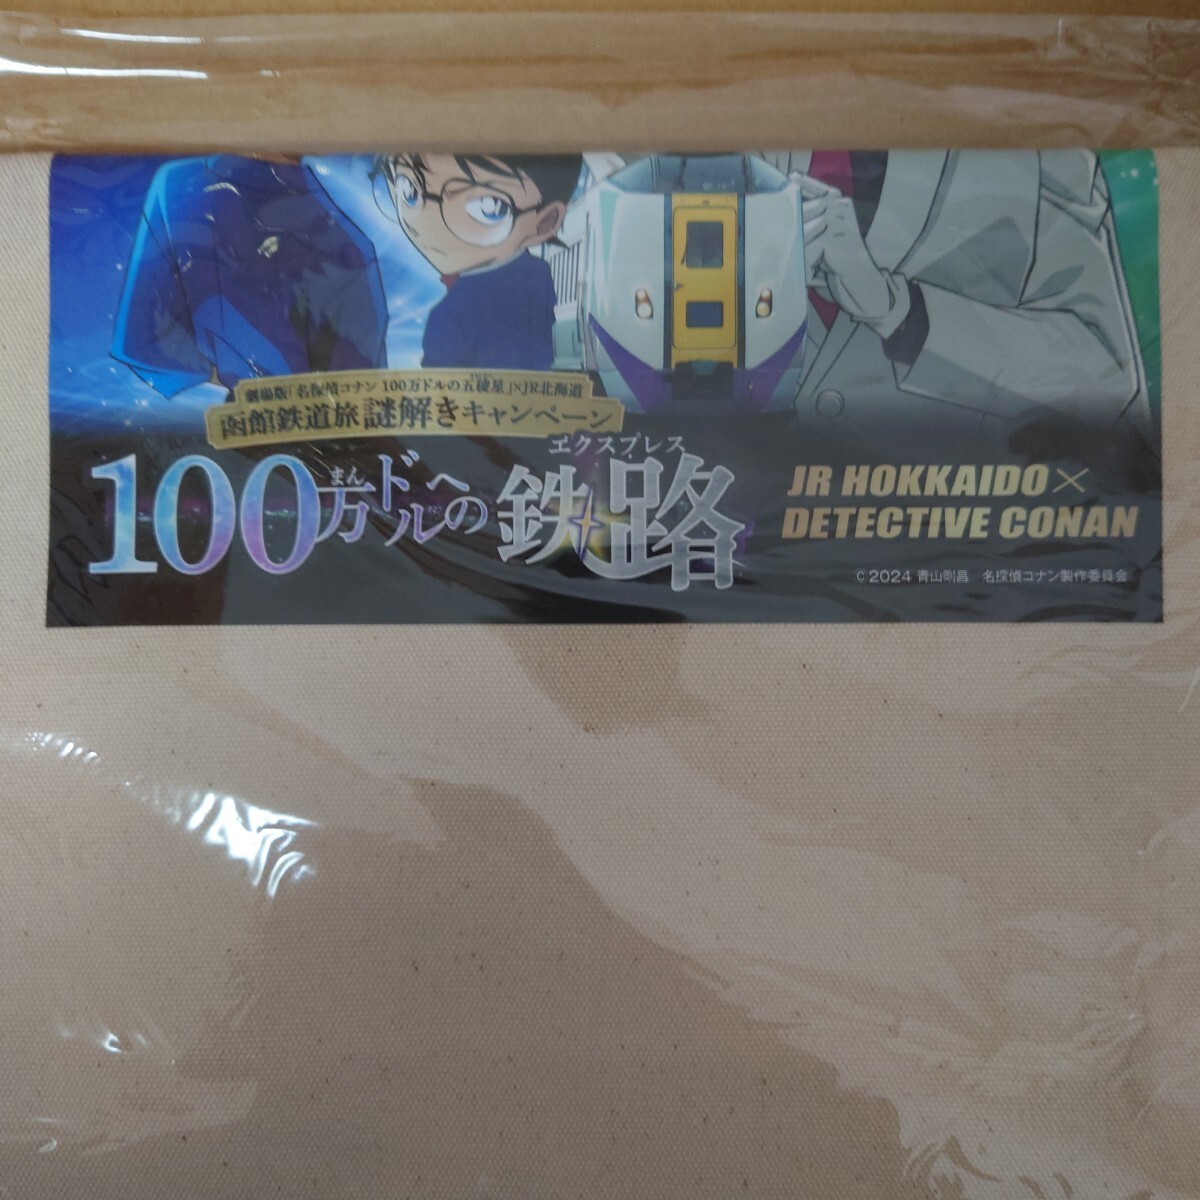 劇場版「名探偵コナン 100万ドルの五稜星」×JR北海道
函館鉄道旅謎解きキャンペーン
エクスプレス
まん
100万ドルへの鉄路
JR HOKKAIDO×
DETECTIVE CONAN
©2024 青山剛昌　名探偵コナン製作委員会